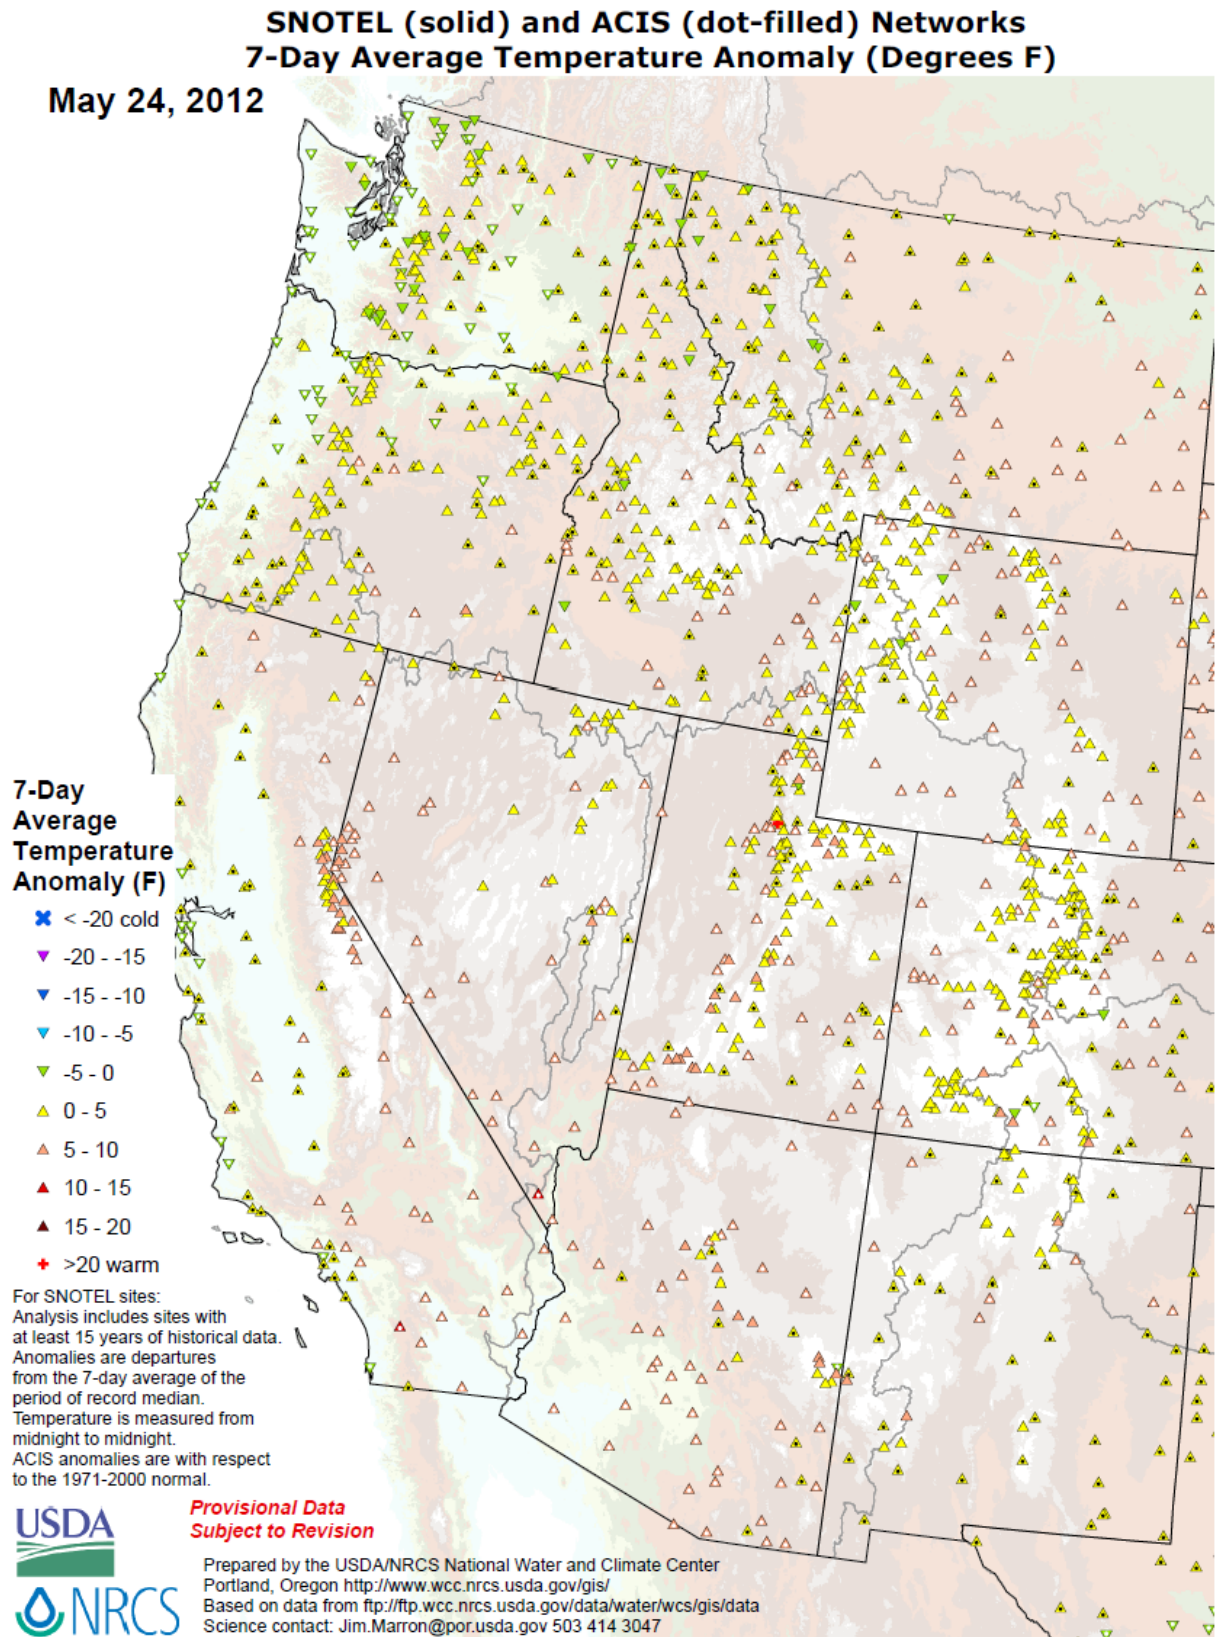 SNOTEL (solid) and ACIS (dot-filled) Networks
7-Day Average Temperature Anomaly (Degrees F)
May 24, 2012
7-Day
Average
Temperature
Anomaly (F)
< -20 cold
-20 - -15
-15 - -10
-10 - -5
-5 - 0
0 - 5
5 - 10
10 - 15
15 - 20
>20 warm
For SNOTEL sites:
Analysis includes sites with
at least 15 years of historical data.
Anomalies are departures
from the 7-day average of the
period of record median.
Temperature is measured from
midnight to midnight.
ACIS anomalies are with respect
to the 1971-2000 normal.
USDA
NRCS
Provisional Data
Subject to Revision
Prepared by the USDA/NRCS National Water and Climate Center
Portland, Oregon http://www.wcc.nrcs.usda.gov/gis/
Based on data from ftp://ftp.wcc.nrcs.usda.gov/data/water/wcs/gis/data
Science contact: Jim.Marron@por.usda.gov 503 414 3047